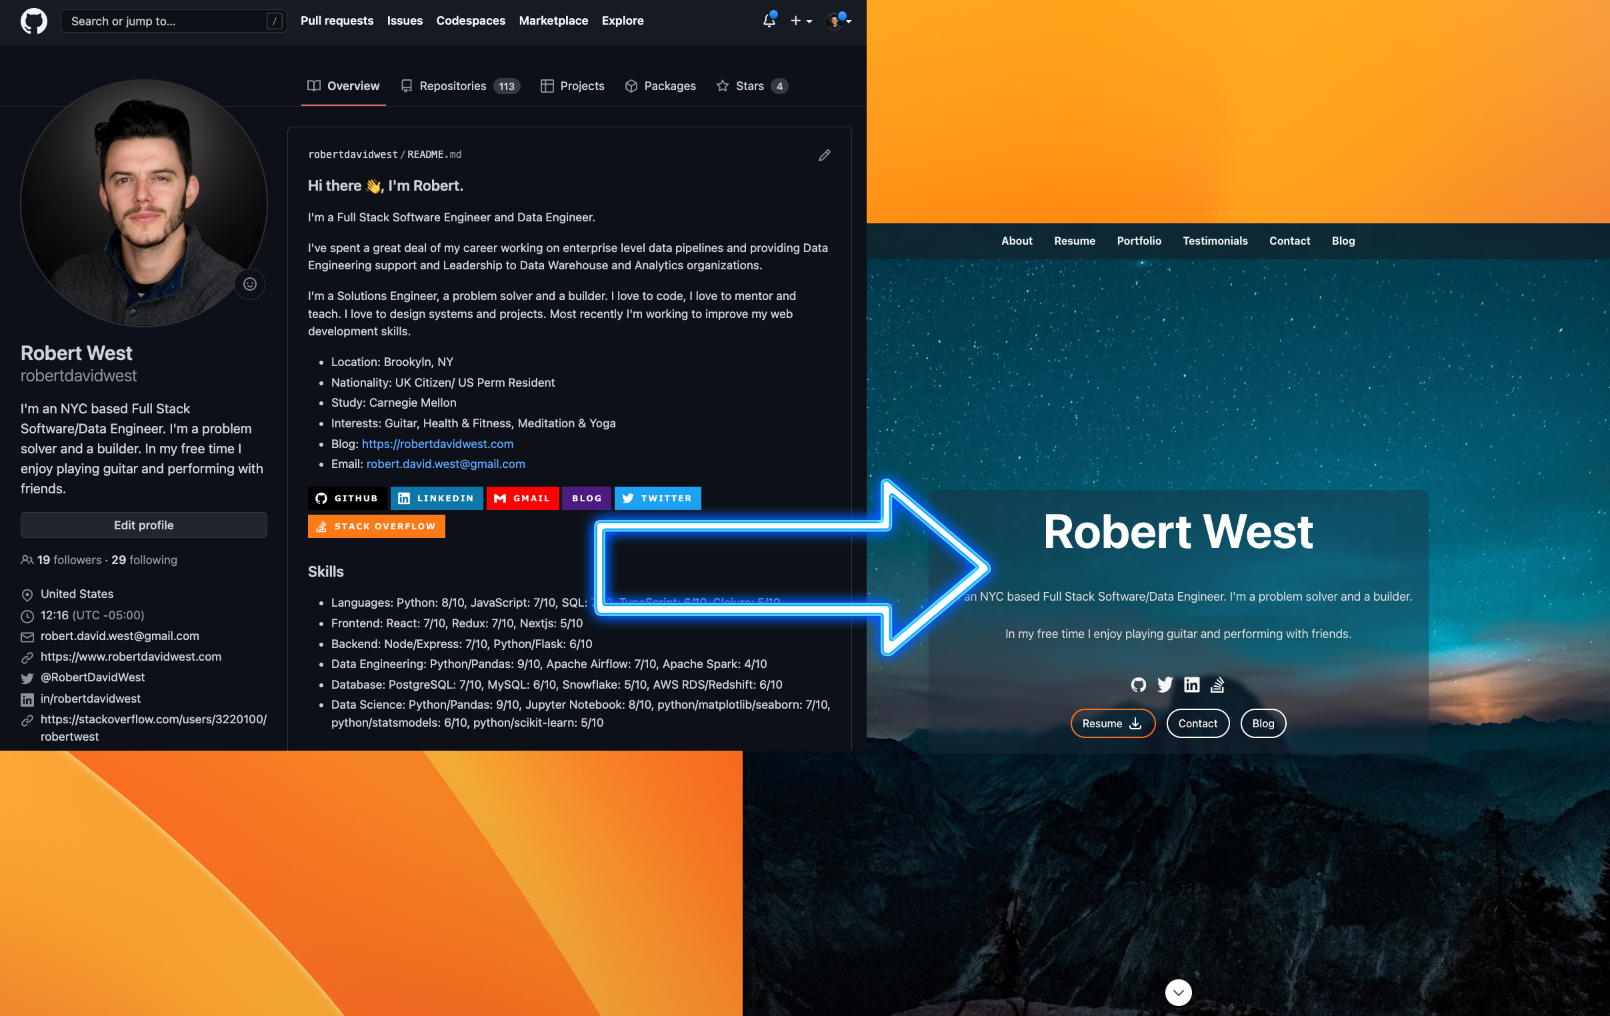 Search or jump to...
/
Pull requests Issues Codespaces Marketplace Explore
Overview Repositories 113 Projects Packages Stars 4
robertdavidwest/README.md
Hi there 👋, I'm Robert.
I'm a Full Stack Software Engineer and Data Engineer.
I've spent a great deal of my career working on enterprise level data pipelines and providing Data
Engineering support and Leadership to Data Warehouse and Analytics organizations.
I'm a Solutions Engineer, a problem solver and a builder. I love to code, I love to mentor and
teach. I love to design systems and projects. Most recently I'm working to improve my web
development skills.
Location: Brookyln, NY
Nationality: UK Citizen/ US Perm Resident
Study: Carnegie Mellon
Interests: Guitar, Health & Fitness, Meditation & Yoga
Blog: https://robertdavidwest.com
Email: robert.david.west@gmail.com
GITHUB LINKEDIN GMAIL BLOG TWITTER
STACK OVERFLOW
Skills
Languages: Python: 8/10, JavaScript: 7/10, SQL: TypeScript: 6/10, Clojure: 5/10
Frontend: React: 7/10, Redux: 7/10, Nextjs: 5/10
Backend: Node/Express: 7/10, Python/Flask: 6/10
Data Engineering: Python/Pandas: 9/10, Apache Airflow: 7/10, Apache Spark: 4/10
Database: PostgreSQL: 7/10, MySQL: 6/10, Snowflake: 5/10, AWS RDS/Redshift: 6/10
Data Science: Python/Pandas: 9/10, Jupyter Notebook: 8/10, python/matplotlib/seaborn: 7/10,
python/statsmodels: 6/10, python/scikit-learn: 5/10
Robert West
robertdavidwest
I'm an NYC based Full Stack
Software/Data Engineer. I'm a problem
solver and a builder. In my free time I
enjoy playing guitar and performing with
friends.
Edit profile
19 followers · 29 following
United States
12:16 (UTC -05:00)
robert.david.west@gmail.com
https://www.robertdavidwest.com
@RobertDavidWest
in/robertdavidwest
https://stackoverflow.com/users/3220100/
robertwest
About Resume Portfolio Testimonials Contact Blog
Robert West
an NYC based Full Stack Software/Data Engineer. I'm a problem solver and a builder.
In my free time I enjoy playing guitar and performing with friends.
Resume Contact Blog